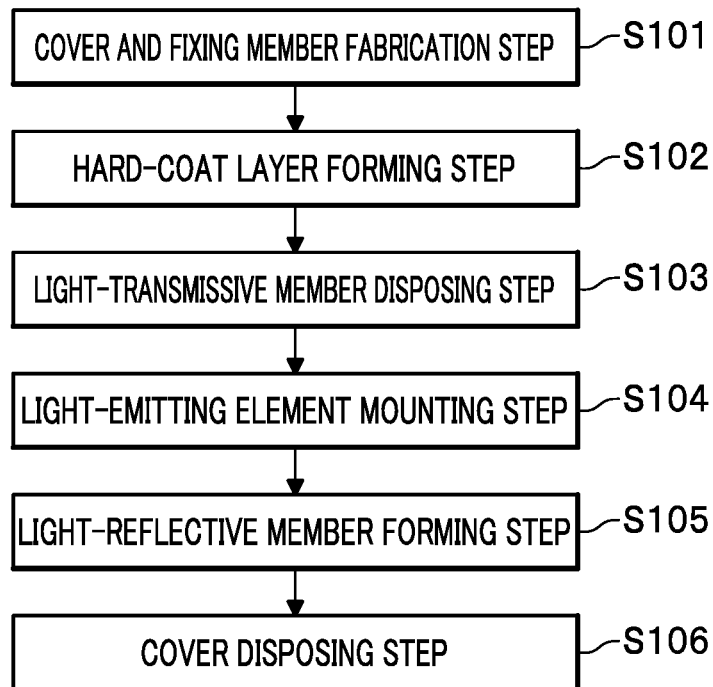 COVER AND FIXING MEMBER FABRICATION STEP S101
HARD-COAT LAYER FORMING STEP S102
LIGHT-TRANSMISSIVE MEMBER DISPOSING STEP S103
LIGHT-EMITTING ELEMENT MOUNTING STEP S104
LIGHT-REFLECTIVE MEMBER FORMING STEP S105
COVER DISPOSING STEP S106